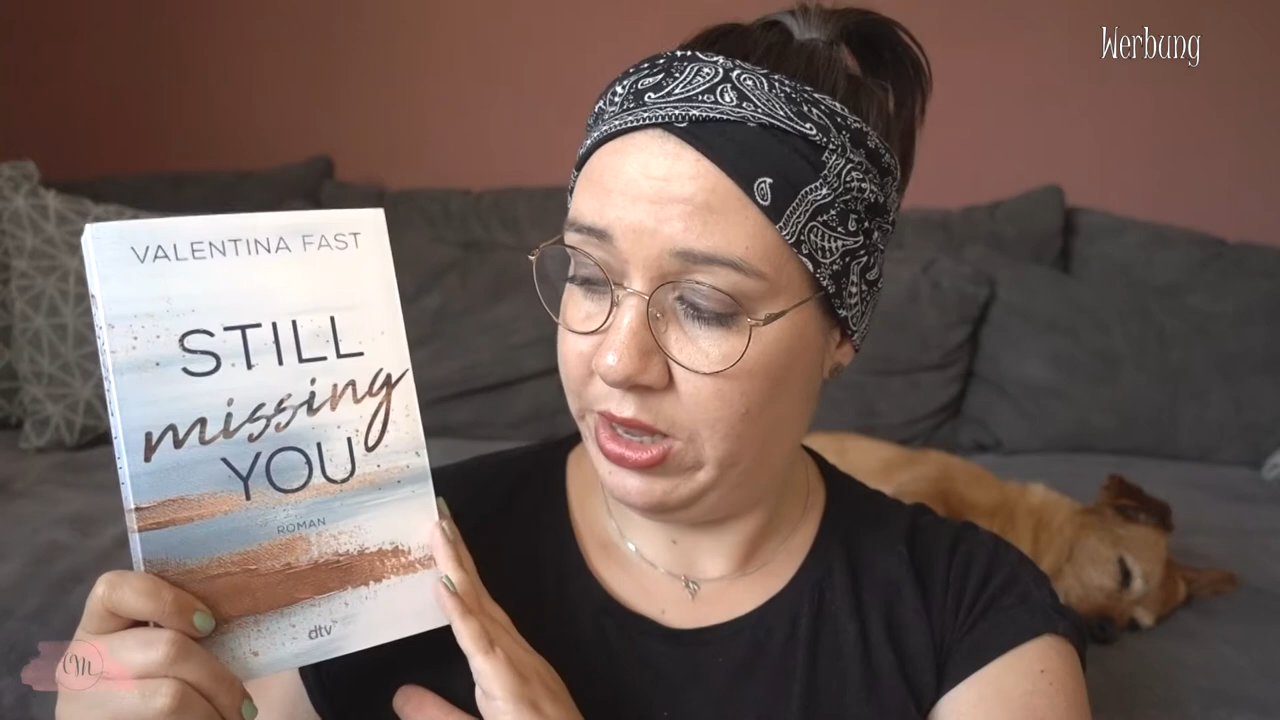 Werbung
VALENTINA FAST
STILL
missing
YOU
ROMAN
dtv